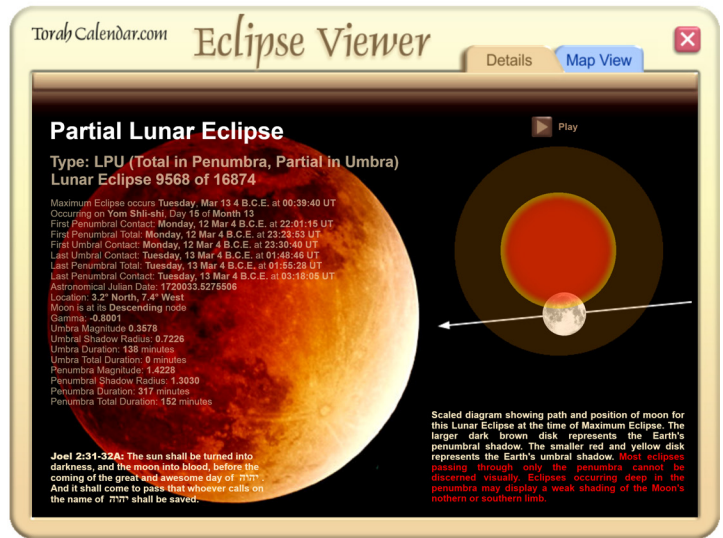 Torah Calendar.com
Eclipse Viewer
Details
Map View
Play
Partial Lunar Eclipse
Type: LPU (Total in Penumbra, Partial in Umbra)
Lunar Eclipse 9568 of 16874
Maximum Eclipse occurs Tuesday, Mar 13 4 B.C.E. at 00:39:40 UT
Occurring on Yom Shli-shi, Day 15 of Month 13
First Penumbral Contact: Monday, 12 Mar 4 B.C.E. at 22:01:15 UT
First Penumbral Total: Monday, 12 Mar 4 B.C.E. at 23:23:53 UT
First Umbral Contact: Monday, 12 Mar 4 B.C.E. at 23:30:40 UT
Last Umbral Contact: Tuesday, 13 Mar 4 B.C.E. at 01:48:46 UT
Last Penumbral Total: Tuesday, 13 Mar 4 B.C.E. at 01:55:28 UT
Last Penumbral Contact: Tuesday, 13 Mar 4 B.C.E. at 03:18:05 UT
Astronomical Julian Date: 1720033.5275506
Location: 3.2° North, 7.4° West
Moon is at its Descending node
Gamma: -0.8001
Umbra Magnitude 0.3578
Umbral Shadow Radius: 0.7226
Umbra Duration: 138 minutes
Umbra Total Duration: 0 minutes
Penumbra Magnitude: 1.4228
Penumbral Shadow Radius: 1.3030
Penumbra Duration: 317 minutes
Penumbra Total Duration: 152 minutes
Joel 2:31-32A: The sun shall be turned into
darkness, and the moon into blood, before the
coming of the great and awesome day of יהוה .
And it shall come to pass that whoever calls on
the name of יהוה shall be saved.
Scaled diagram showing path and position of moon for
this Lunar Eclipse at the time of Maximum Eclipse. The
larger dark brown disk represents the Earth's
penumbral shadow. The smaller red and yellow disk
represents the Earth's umbral shadow. Most eclipses
passing through only the penumbra cannot be
discerned visually. Eclipses occurring deep in the
penumbra may display a weak shading of the Moon's
nothern or southern limb.